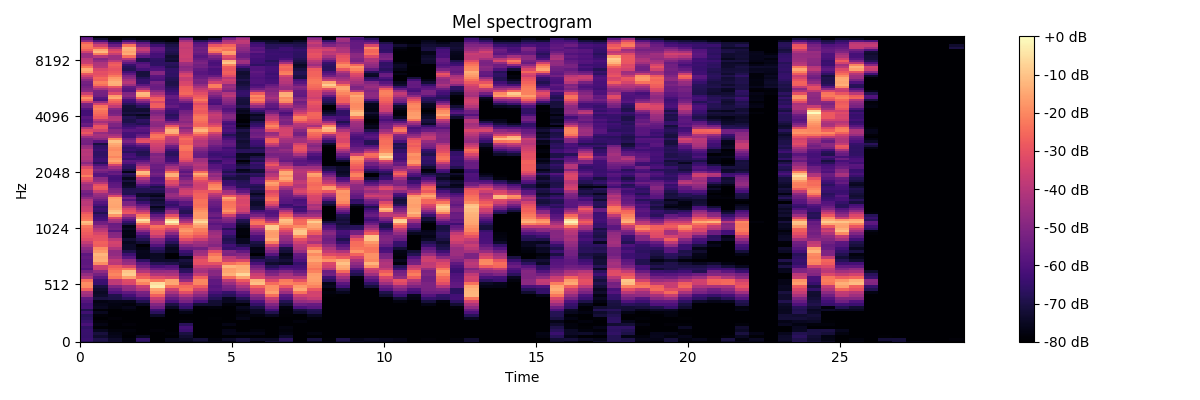 Mel spectrogram
Hz
8192
4096
2048
1024
512
0
0 5 10 15 20 25
Time
+0 dB
-10 dB
-20 dB
-30 dB
-40 dB
-50 dB
-60 dB
-70 dB
-80 dB